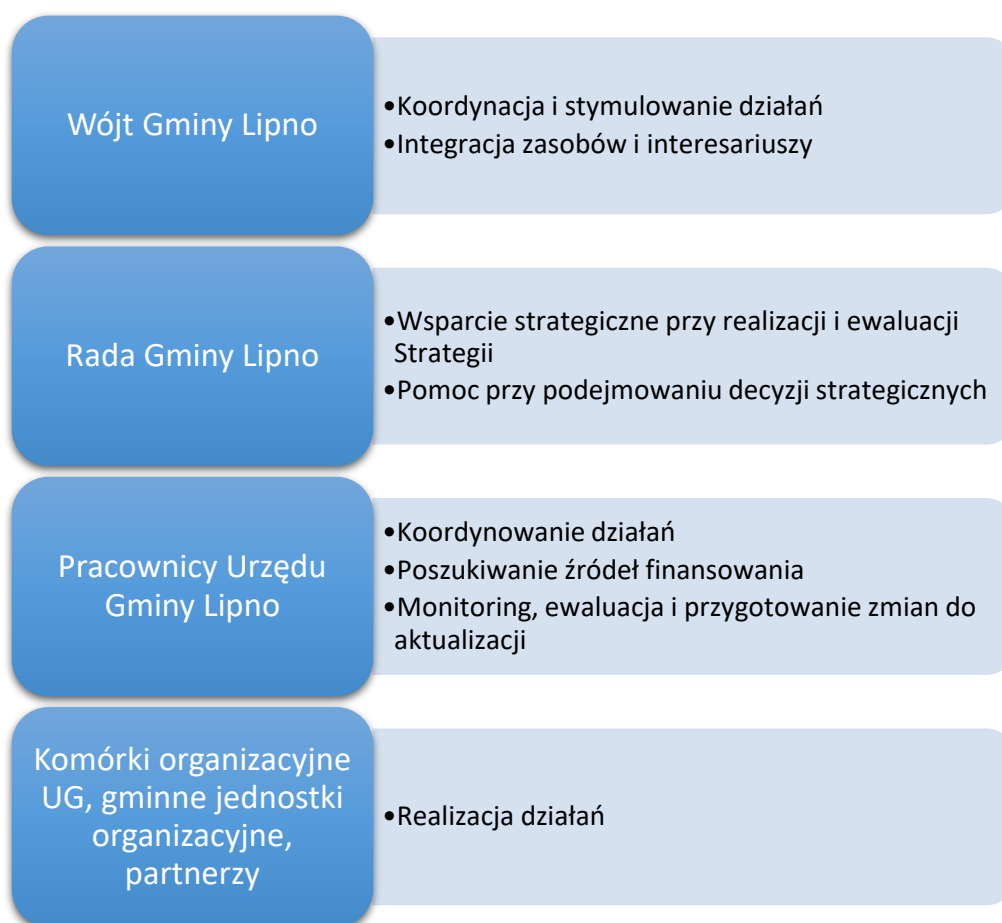 Wójt Gminy Lipno
•Koordynacja i stymulowanie działań
•Integracja zasobów i interesariuszy
Rada Gminy Lipno
•Wsparcie strategiczne przy realizacji i ewaluacji
Strategii
•Pomoc przy podejmowaniu decyzji strategicznych
Pracownicy Urzędu
Gminy Lipno
•Koordynowanie działań
•Poszukiwanie źródeł finansowania
•Monitoring, ewaluacja i przygotowanie zmian do
aktualizacji
Komórki organizacyjne
UG, gminne jednostki
organizacyjne,
partnerzy
•Realizacja działań